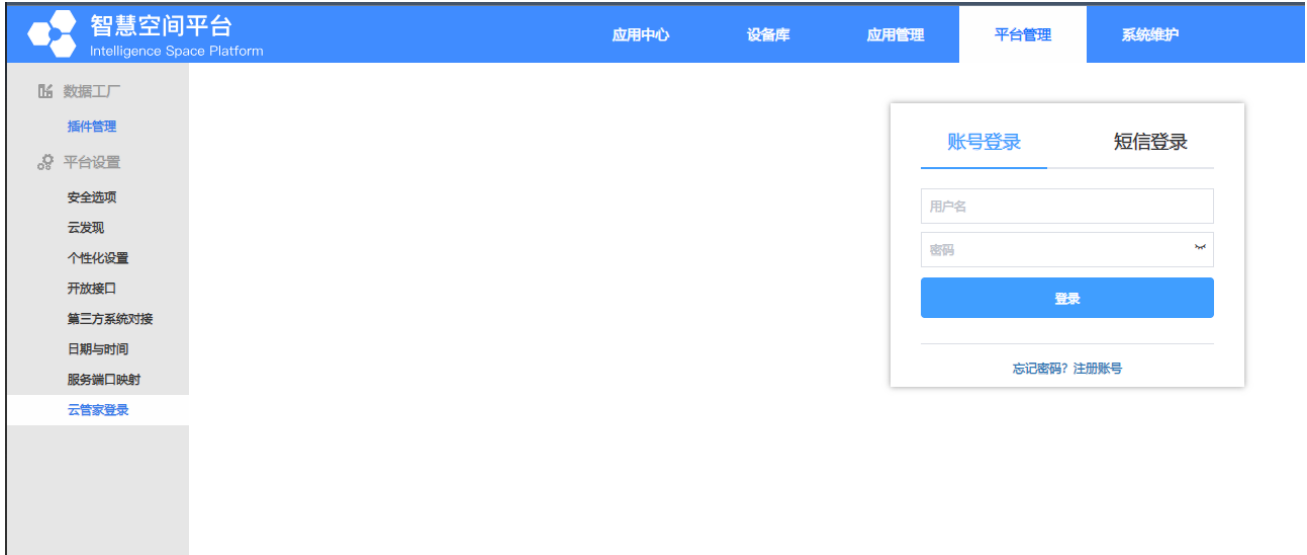 智慧空间平台
Intelligence Space Platform
应用中心 设备库 应用管理 平台管理 系统维护
数据工厂
插件管理
平台设置
安全选项
云发现
个性化设置
开放接口
第三方系统对接
日期与时间
服务端口映射
云管家登录
账号登录 短信登录
用户名
密码
登录
忘记密码? 注册账号